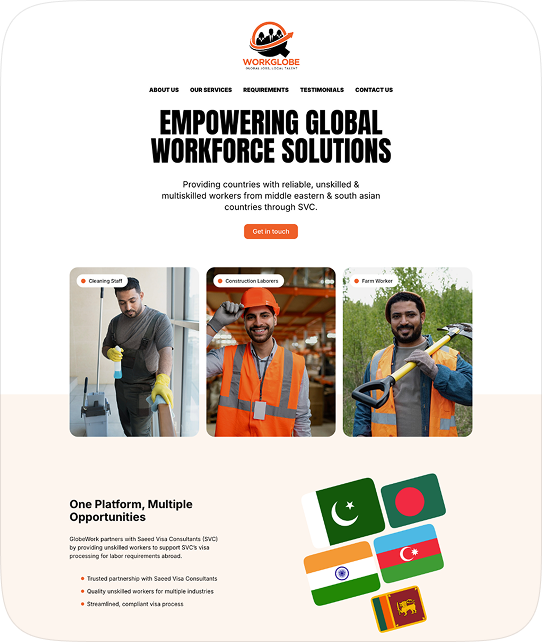 WORKGLOBE
GLOBAL JOBS, LOCAL TALENT
ABOUT US
OUR SERVICES
REQUIREMENTS
TESTIMONIALS
CONTACT US
EMPOWERING GLOBAL
WORKFORCE SOLUTIONS
Providing countries with reliable, unskilled &
multiskilled workers from middle eastern & south asian
countries through SVC.
Get in touch
Cleaning Staff
Construction Laborers
Farm Worker
One Platform, Multiple
Opportunities
GlobeWork partners with Saeed Visa Consultants (SVC)
by providing unskilled workers to support SVC's visa
processing for labor requirements abroad.
Trusted partnership with Saeed Visa Consultants
Quality unskilled workers for multiple industries
Streamlined, compliant visa process